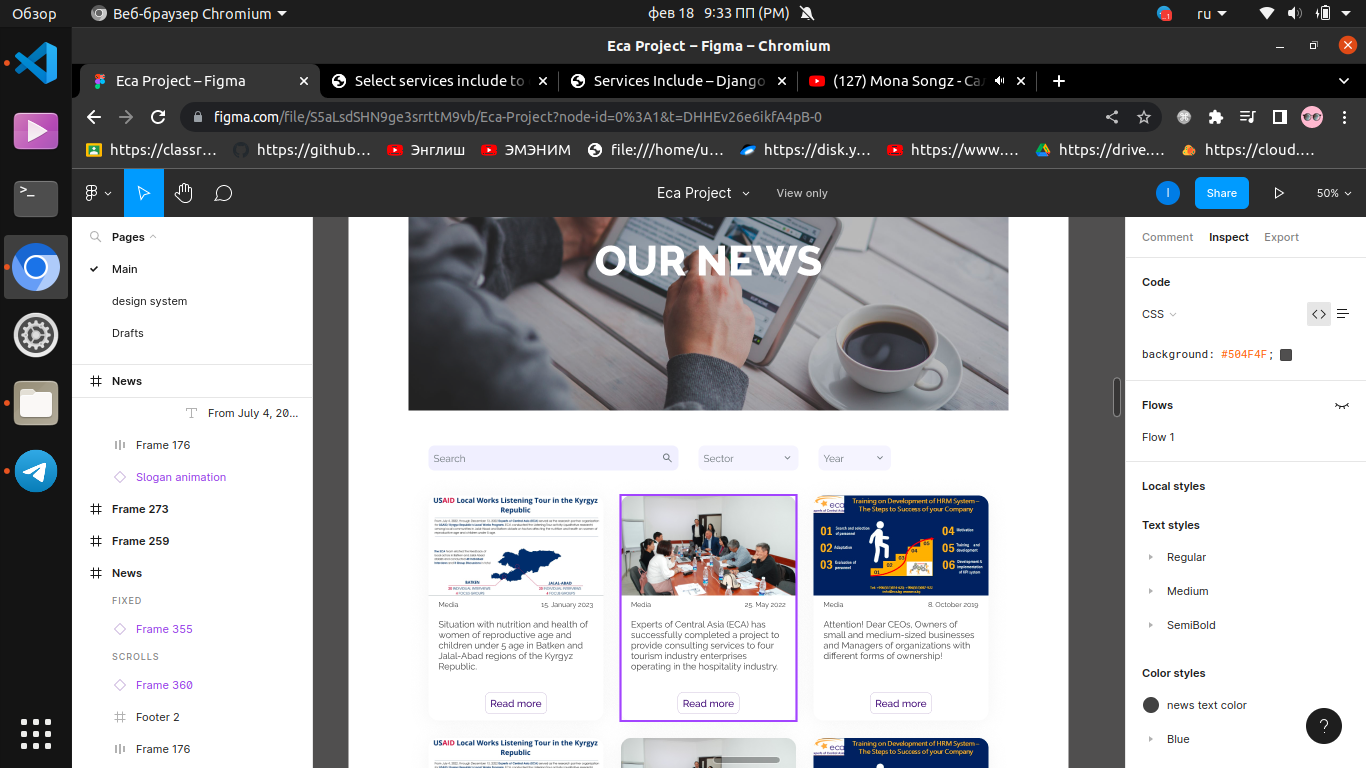 Обзор
Веб-браузер Chromium
фев 18 9:33 ПП (PM)
ru
Eca Project – Figma – Chromium
Eca Project – Figma
Select services include to
Services Include – Django
(127) Mona Songz - Ca
figma.com/file/S5aLsdSHN9ge3srrttM9vb/Eca-Project?node-id=0%3A1&t=DHHEv26e6ikfA4pB-0
https://classr…
https://github…
Энглиш
ЭМЭНИМ
file:///home/u…
https://disk.y…
https://www.…
https://drive.…
https://cloud.…
Eca Project
View only
I
Share
50%
Pages
Main
design system
Drafts
News
From July 4, 20...
Frame 176
Slogan animation
Frame 273
Frame 259
News
FIXED
Frame 355
SCROLLS
Frame 360
Footer 2
Frame 176
OUR NEWS
Search
Sector
Year
USAID Local Works Listening Tour in the Kyrgyz
Republic
BATKEN
JALAL-ABAD
Media
15. January 2023
Situation with nutrition and health of
women of reproductive age and
children under 5 age in Batken and
Jalal-Abad regions of the Kyrgyz
Republic.
Read more
Media
25. May 2022
Experts of Central Asia (ECA) has
successfully completed a project to
provide consulting services to four
tourism industry enterprises
operating in the hospitality industry.
Read more
eca
Training on Development of HRM System –
The Steps to Success of your Company
01 Search and selection
of personnel
02 Adaptation
03 Evaluation of
personnel
04 Motivation
05 Training and
development
06 Development &
implementation
of KPI system
Media
8. October 2019
Attention! Dear CEOs, Owners of
small and medium-sized businesses
and Managers of organizations with
different forms of ownership!
Read more
USAID Local Works Listening Tour in the Kyrgyz
Republic
eca
Training on Development of HRM System –
The Steps to Success of your Company
Comment
Inspect
Export
Code
CSS
background: #504F4F;
Flows
Flow 1
Local styles
Text styles
Regular
Medium
SemiBold
Color styles
news text color
Blue
?